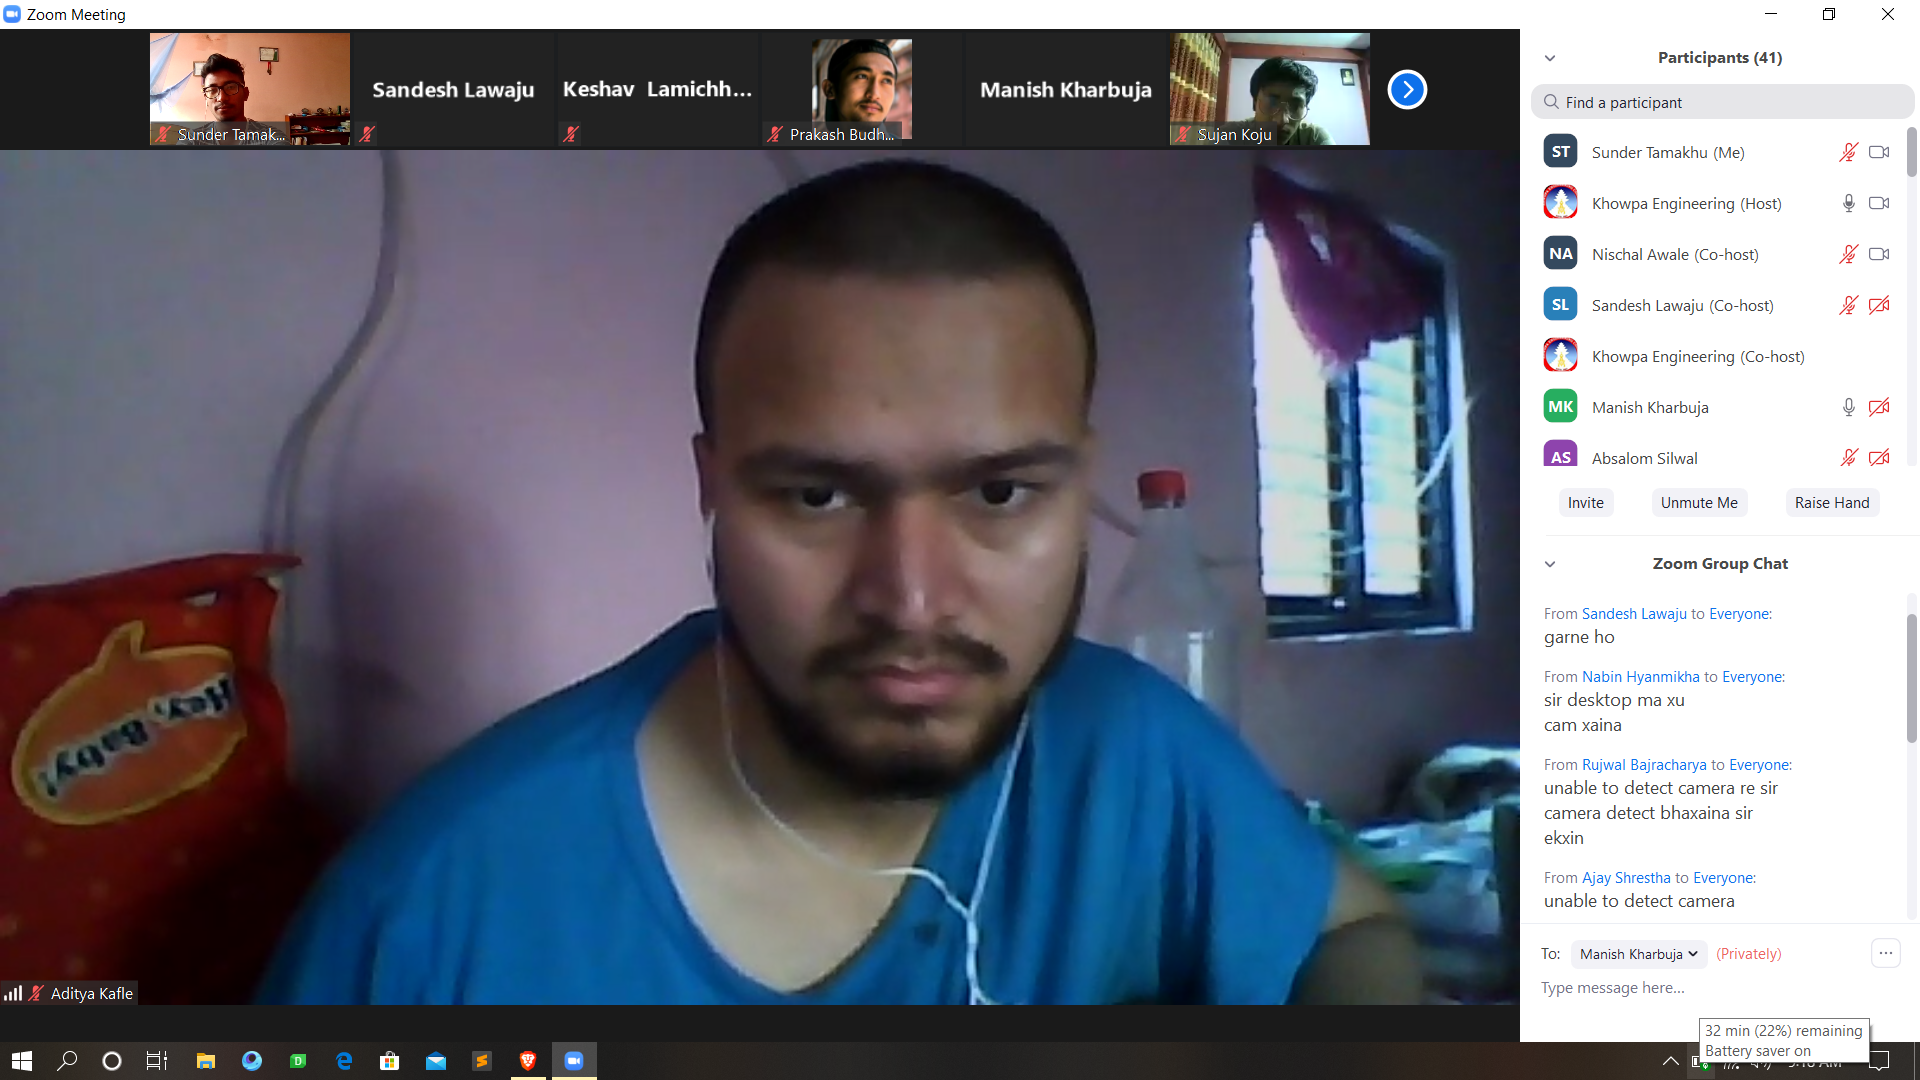 Zoom Meeting
Sunder Tamak...
Sandesh Lawaju
Keshav Lamichh...
Prakash Budh...
Manish Kharbuja
Sujan Koju
Hey, Baby!
Aditya Kafle
Participants (41)
Find a participant
ST Sunder Tamakhu (Me)
Khowpa Engineering (Host)
NA Nischal Awale (Co-host)
SL Sandesh Lawaju (Co-host)
Khowpa Engineering (Co-host)
MK Manish Kharbuja
AS Absalom Silwal
Invite Unmute Me Raise Hand
Zoom Group Chat
From Sandesh Lawaju to Everyone:
garne ho
From Nabin Hyanmikha to Everyone:
sir desktop ma xu
cam xaina
From Rujwal Bajracharya to Everyone:
unable to detect camera re sir
camera detect bhaxaina sir
ekxin
From Ajay Shrestha to Everyone:
unable to detect camera
To: Manish Kharbuja (Privately)
Type message here...
32 min (22%) remaining
Battery saver on